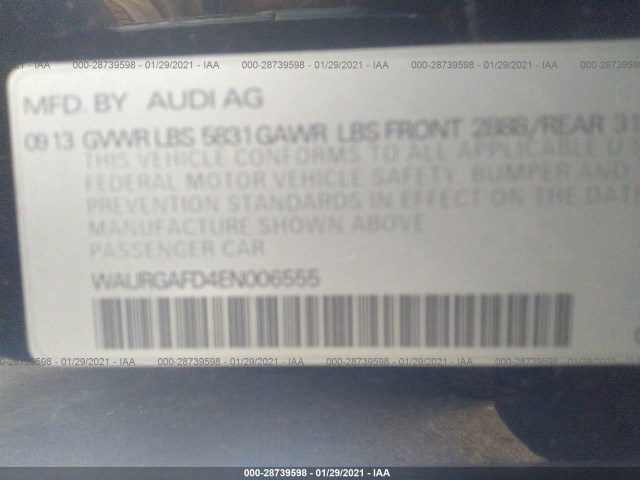 000-28739598 - 01/29/2021 - IAA 000-28739598 - 01/29/2021 - IAA 000-28739598 - 01/29/2021 - IAA
MFD. BY AUDI AG
09 13 GVWR LBS 5831 GAWR LBS FRONT 2888/REAR 31
THIS VEHICLE CONFORMS TO ALL APPLICABLE U.S
FEDERAL MOTOR VEHICLE SAFETY BUMPER AND
PREVENTION STANDARDS IN EFFECT ON THE DATE
MANUFACTURE SHOWN ABOVE
PASSENGER CAR
WAURGAFD4EN006555
000-28739598 - 01/29/2021 - IAA 000-28739598 - 01/29/2021 - IAA 000-28739598 - 01/29/2021 - IAA
000-28739598 - 01/29/2021 - IAA